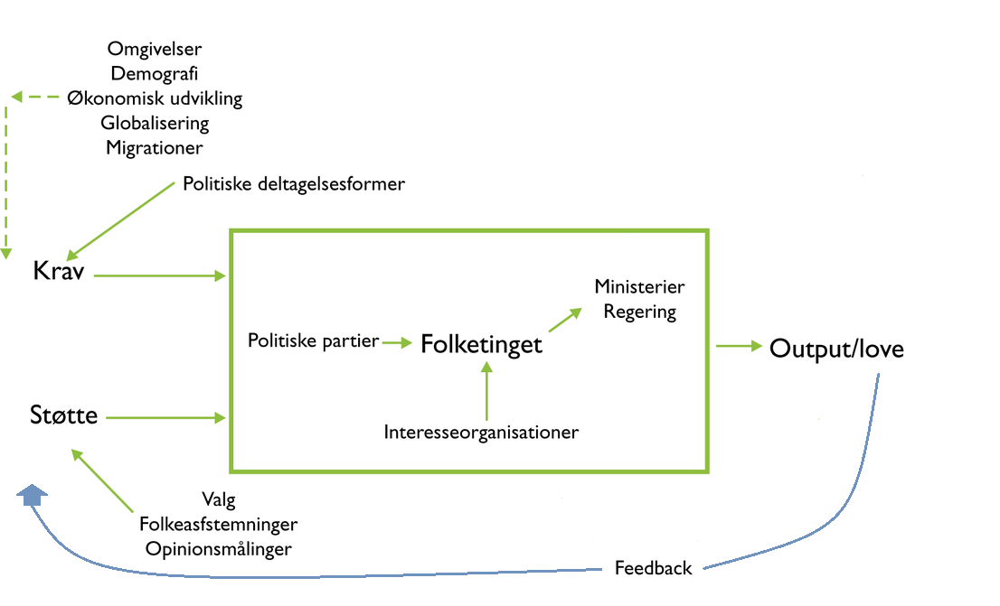 Omgivelser
Demografi
Økonomisk udvikling
Globalisering
Migrationer
Politiske deltagelsesformer
Krav
Ministerier
Regering
Politiske partier
Folketinget
Output/love
Støtte
Interesseorganisationer
Valg
Folkeasfstemninger
Opinionsmålinger
Feedback